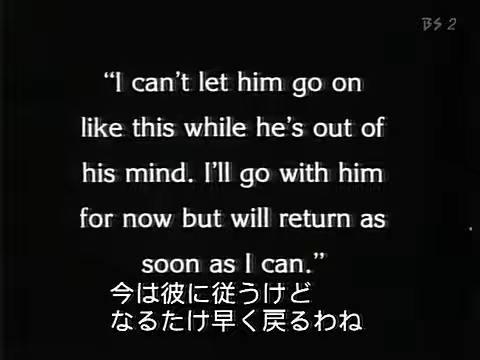 BS 2
“I can’t let him go on
like this while he’s out of
his mind. I’ll go with him
for now but will return as
soon as I can.”
今は彼に従うけど
なるたけ早く戻るわね